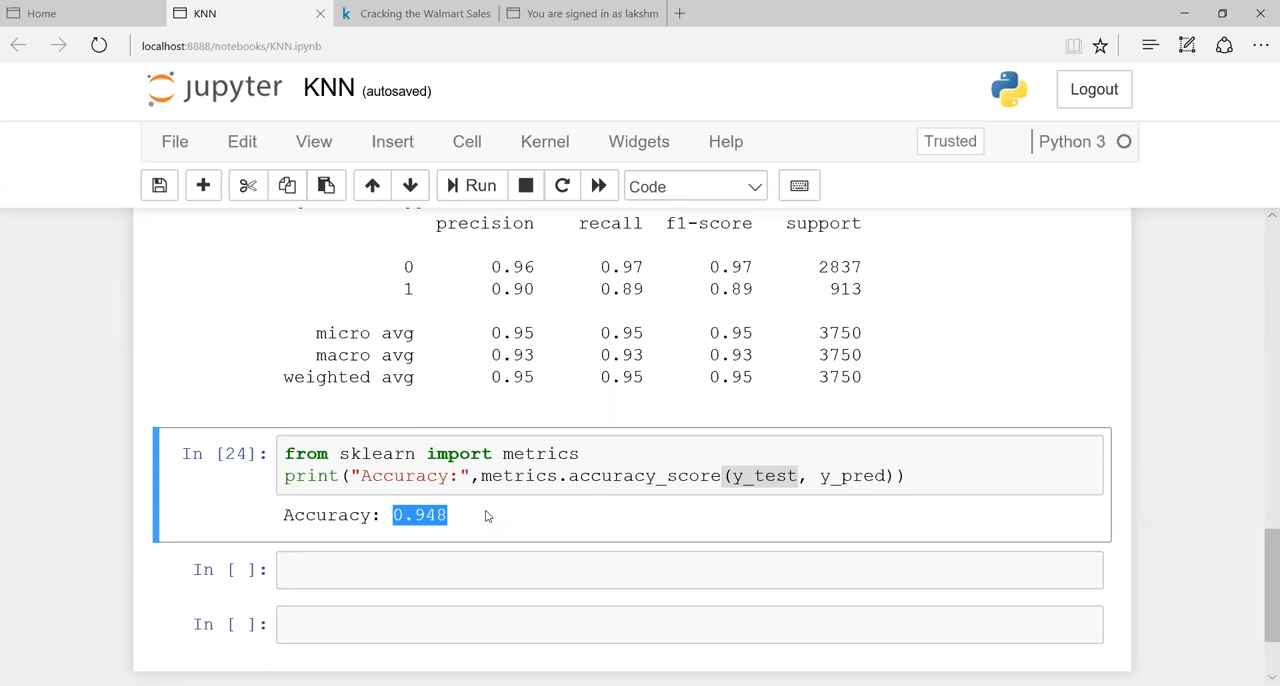 Home
KNN
Cracking the Walmart Sales
You are signed in as lakshm
localhost:8888/notebooks/KNN.ipynb
jupyter KNN (autosaved)
Logout
File Edit View Insert Cell Kernel Widgets Help Trusted Python 3
Run Code
precision recall f1-score support
0 0.96 0.97 0.97 2837
1 0.90 0.89 0.89 913
micro avg 0.95 0.95 0.95 3750
macro avg 0.93 0.93 0.93 3750
weighted avg 0.95 0.95 0.95 3750
In [24]: from sklearn import metrics
print("Accuracy:",metrics.accuracy_score(y_test, y_pred))
Accuracy: 0.948
In [ ]:
In [ ]: